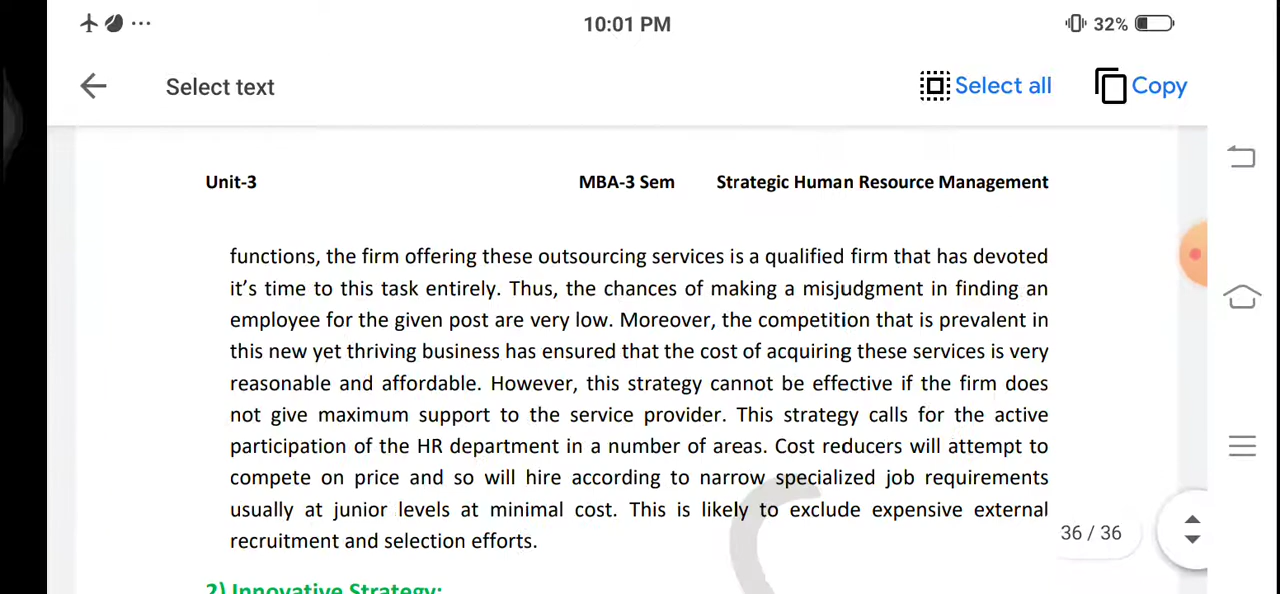 10:01 PM
32%
Select text
Select all
Copy
Unit-3 MBA-3 Sem Strategic Human Resource Management
functions, the firm offering these outsourcing services is a qualified firm that has devoted
it’s time to this task entirely. Thus, the chances of making a misjudgment in finding an
employee for the given post are very low. Moreover, the competition that is prevalent in
this new yet thriving business has ensured that the cost of acquiring these services is very
reasonable and affordable. However, this strategy cannot be effective if the firm does
not give maximum support to the service provider. This strategy calls for the active
participation of the HR department in a number of areas. Cost reducers will attempt to
compete on price and so will hire according to narrow specialized job requirements
usually at junior levels at minimal cost. This is likely to exclude expensive external
recruitment and selection efforts.
36 / 36
2) Innovative Strategy: